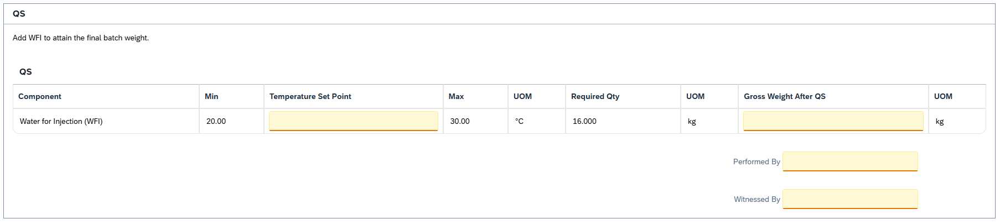 QS
Add WFI to attain the final batch weight.
QS
Component Min Temperature Set Point Max UOM Required Qty UOM Gross Weight After QS UOM
Water for Injection (WFI) 20.00 30.00 °C 16.000 kg kg
Performed By
Witnessed By